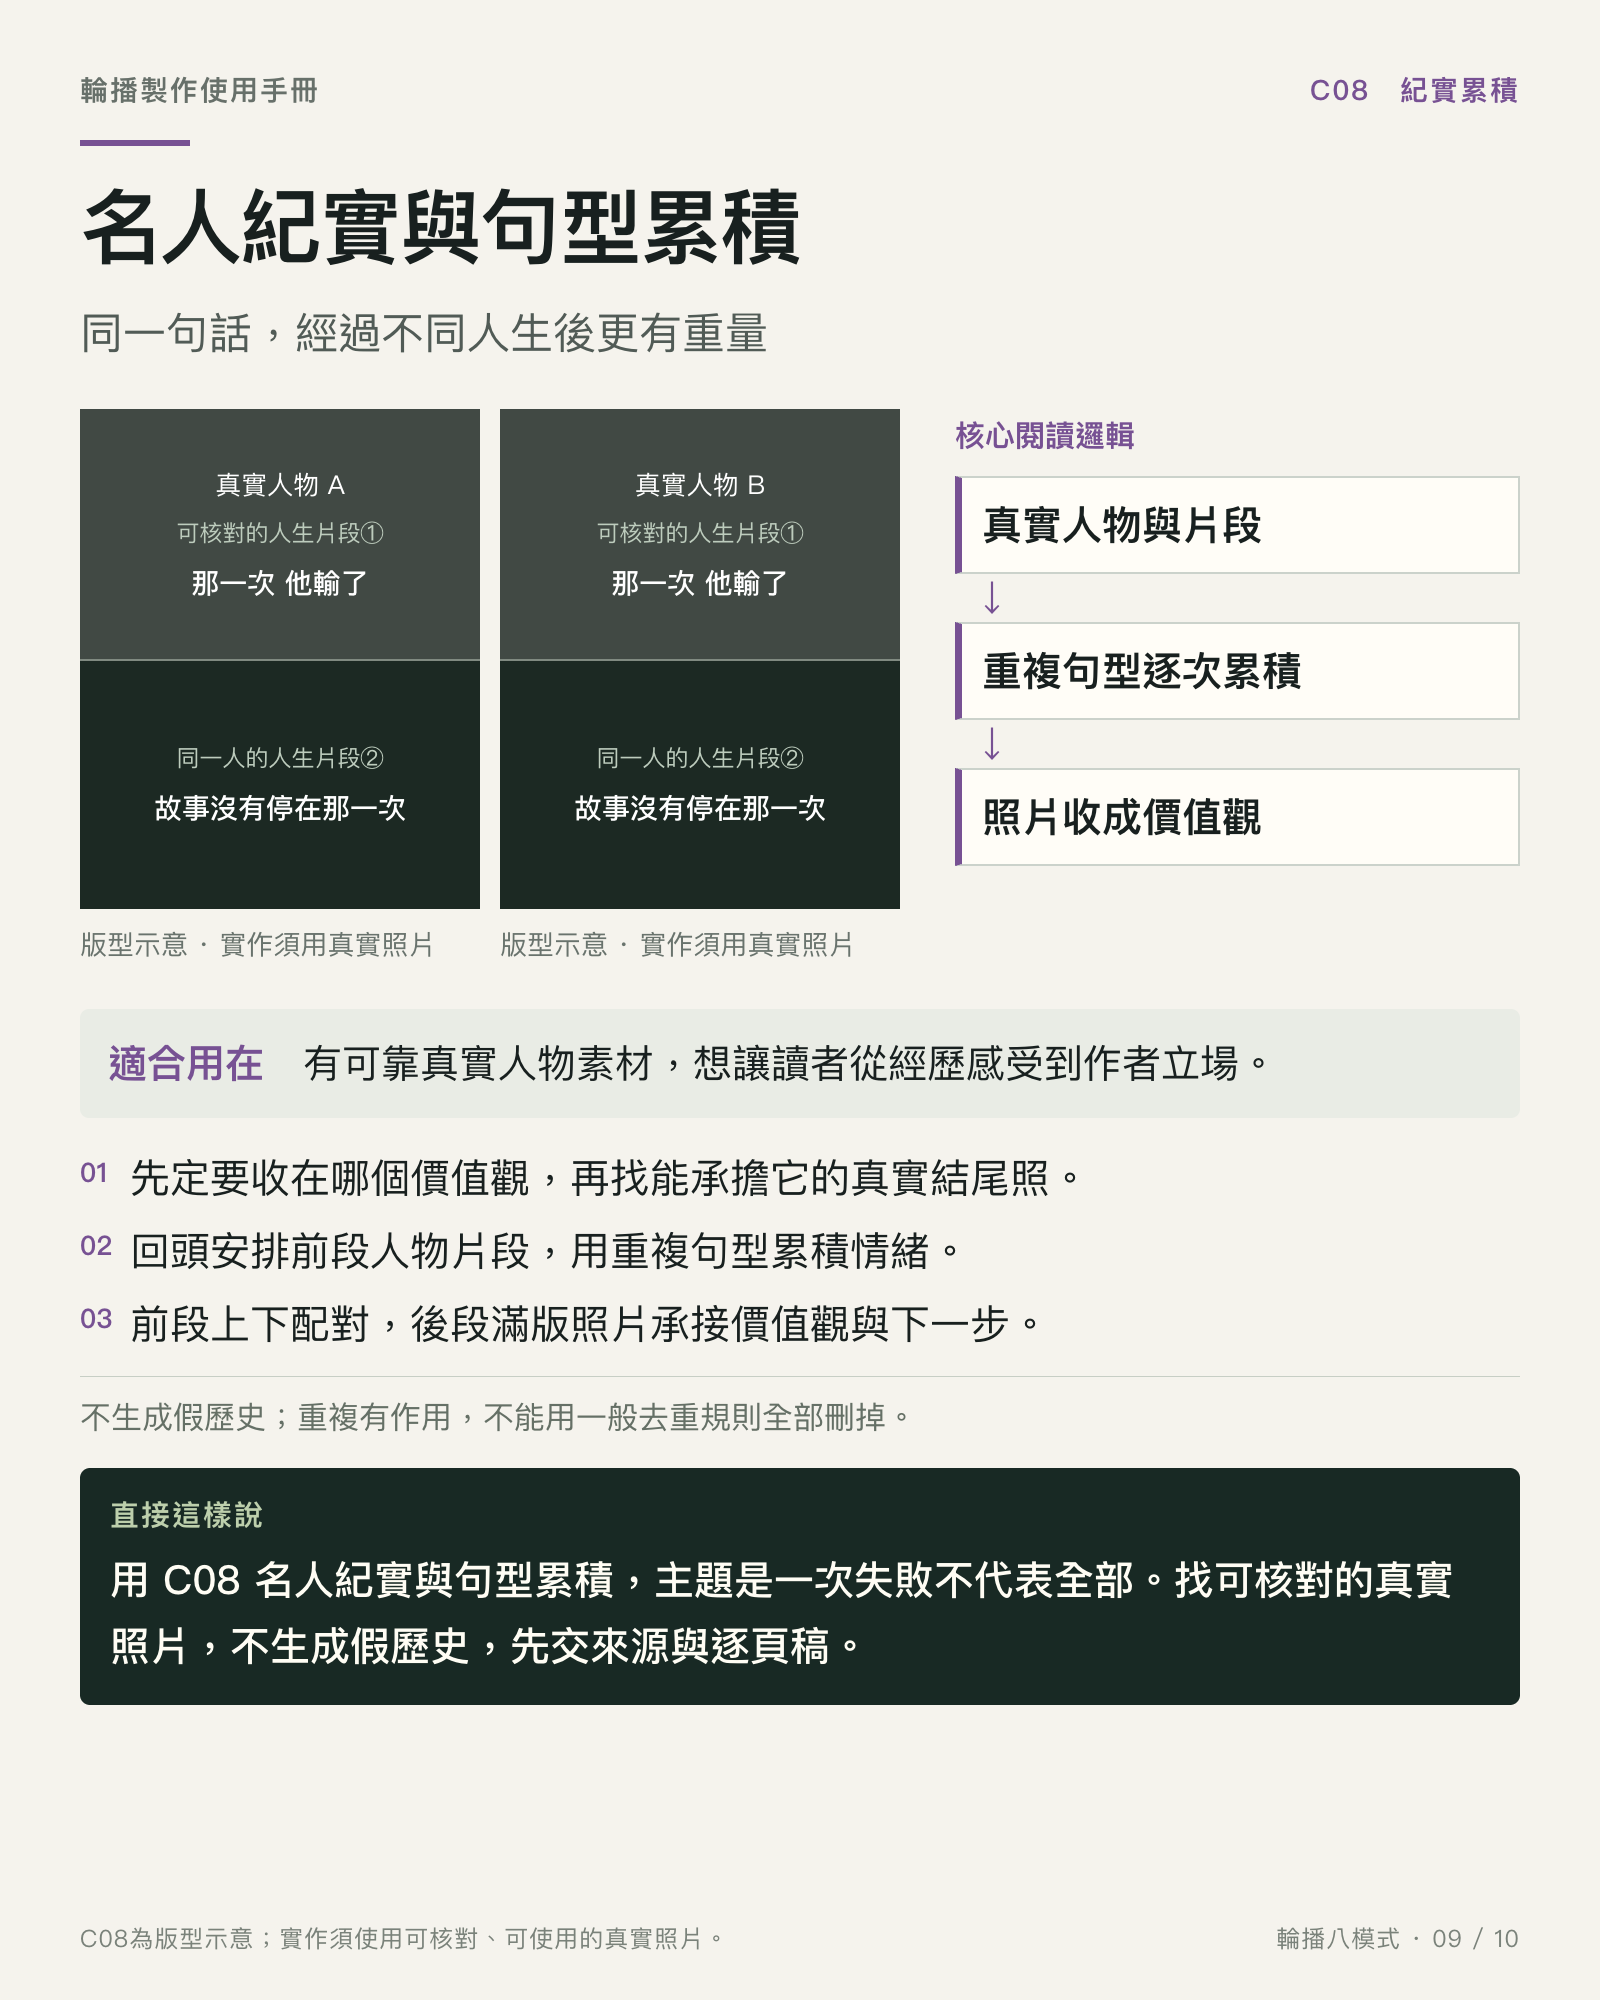 輪播製作使用手冊
C08 紀實累積
名人紀實與句型累積
同一句話，經過不同人生後更有重量
真實人物 A
可核對的人生片段①
那一次 他輸了
同一人的人生片段②
故事沒有停在那一次
版型示意 · 實作須用真實照片
真實人物 B
可核對的人生片段①
那一次 他輸了
同一人的人生片段②
故事沒有停在那一次
版型示意 · 實作須用真實照片
核心閱讀邏輯
真實人物與片段
↓
重複句型逐次累積
↓
照片收成價值觀
適合用在 有可靠真實人物素材，想讓讀者從經歷感受到作者立場。
01 先定要收在哪個價值觀，再找能承擔它的真實結尾照。
02 回頭安排前段人物片段，用重複句型累積情緒。
03 前段上下配對，後段滿版照片承接價值觀與下一步。
不生成假歷史；重複有作用，不能用一般去重規則全部刪掉。
直接這樣說
用 C08 名人紀實與句型累積，主題是一次失敗不代表全部。找可核對的真實
照片，不生成假歷史，先交來源與逐頁稿。
C08為版型示意；實作須使用可核對、可使用的真實照片。
輪播八模式 · 09 / 10